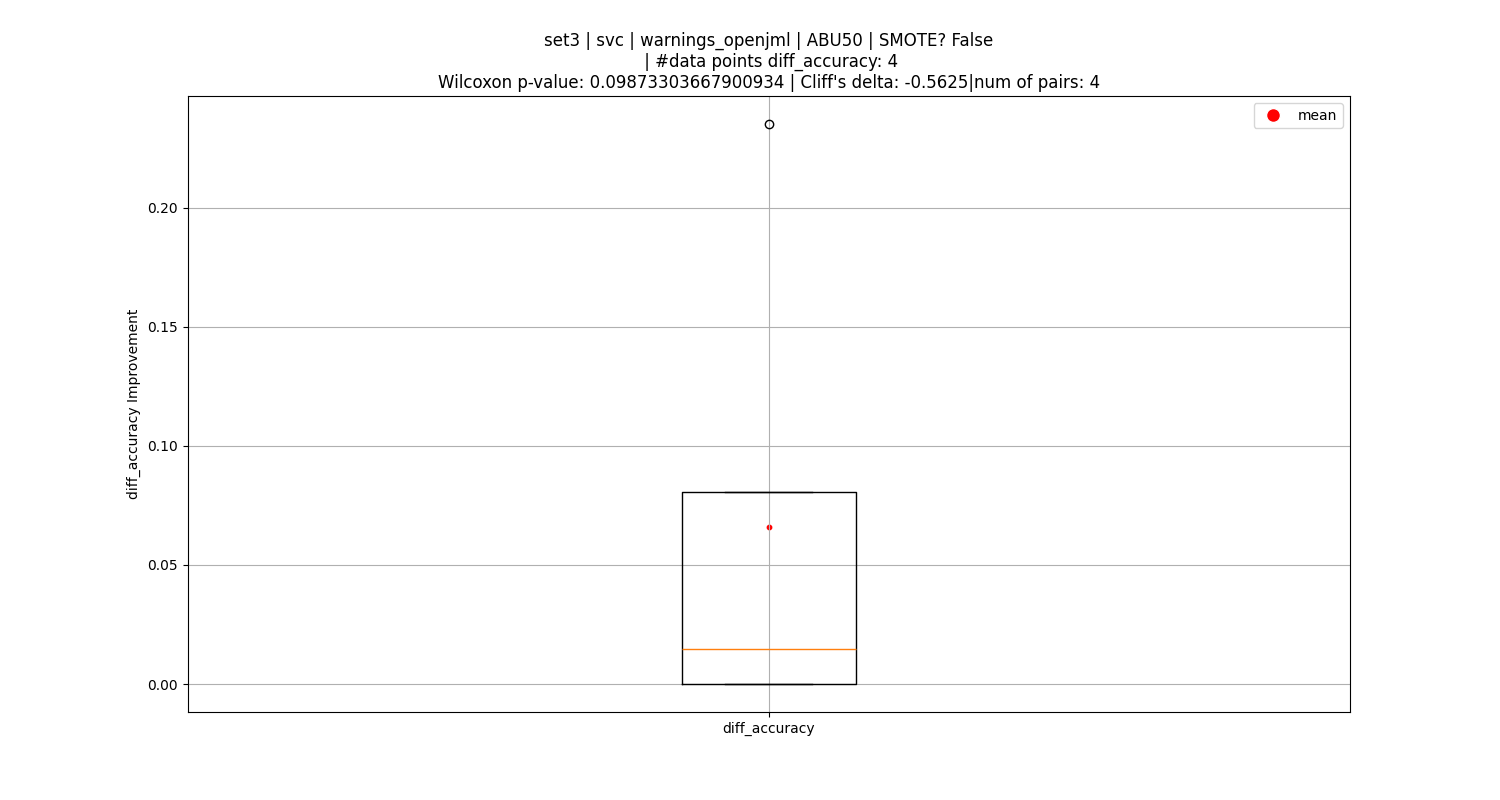 set3 | svc | warnings_openjml | ABU50 | SMOTE? False
| #data points diff_accuracy: 4
Wilcoxon p-value: 0.09873303667900934 | Cliff's delta: -0.5625|num of pairs: 4
mean
0.20
0.15
0.10
0.05
0.00
diff_accuracy Improvement
diff_accuracy